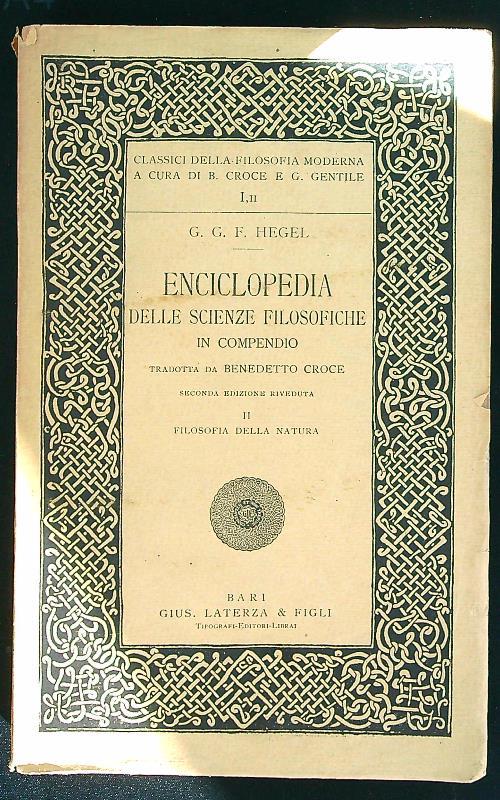 CLASSICI DELLA FILOSOFIA MODERNA
A CURA DI B. CROCE E G. GENTILE
I, II
G. G. F. HEGEL
ENCICLOPEDIA
DELLE SCIENZE FILOSOFICHE
IN COMPENDIO
TRADOTTA DA BENEDETTO CROCE
SECONDA EDIZIONE RIVEDUTA
II
FILOSOFIA DELLA NATURA
BARI
GIUS. LATERZA & FIGLI
TIPOGRAFI-EDITORI-LIBRAI